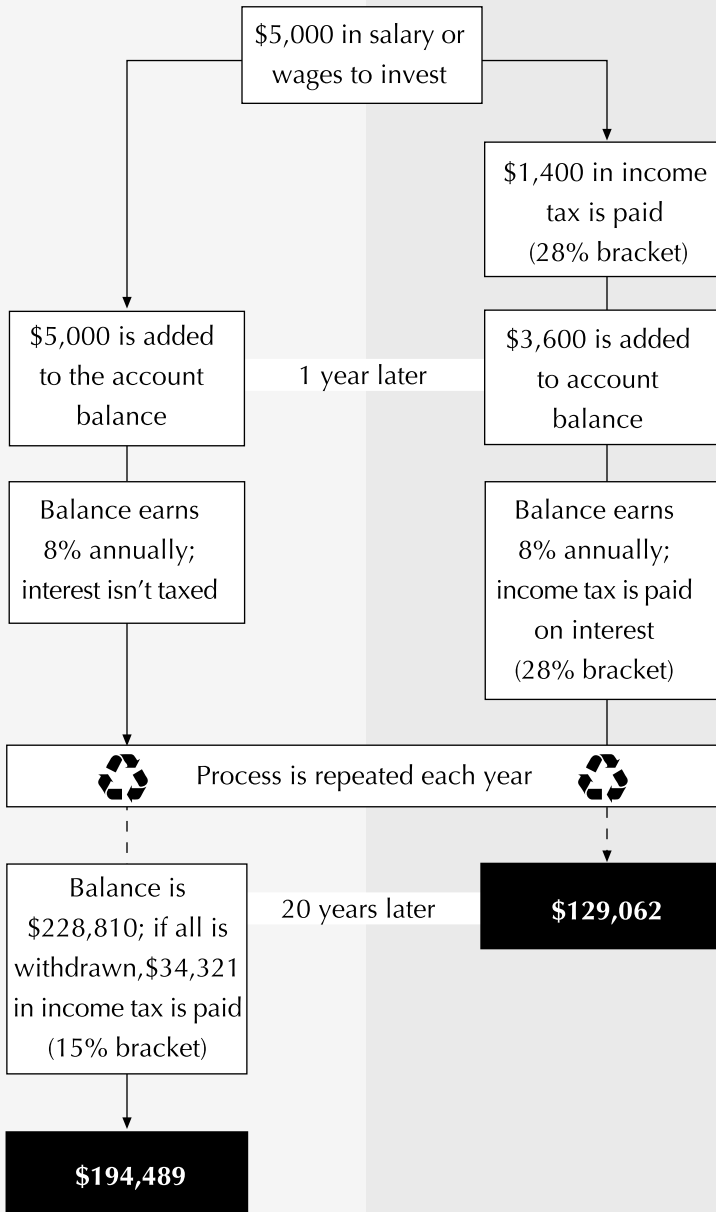 $5,000 in salary or
wages to invest
$1,400 in income
tax is paid
(28% bracket)
$5,000 is added
to the account
balance
1 year later
$3,600 is added
to account
balance
Balance earns
8% annually;
interest isn’t taxed
Balance earns
8% annually;
income tax is paid
on interest
(28% bracket)
Process is repeated each year
Balance is
$228,810; if all is
withdrawn,$34,321
in income tax is paid
(15% bracket)
20 years later
$129,062
$194,489